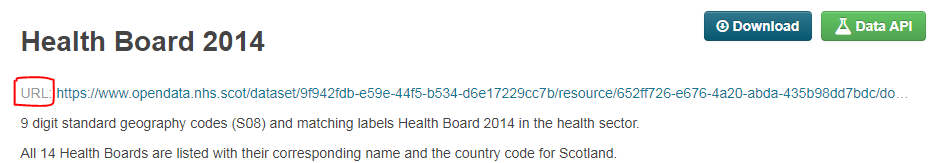 Download Data API
Health Board 2014
URL: https://www.opendata.nhs.scot/dataset/9f942fdb-e59e-44f5-b534-d6e17229cc7b/resource/652ff726-e676-4a20-abda-435b98dd7bdc/do…
9 digit standard geography codes (S08) and matching labels Health Board 2014 in the health sector.
All 14 Health Boards are listed with their corresponding name and the country code for Scotland.